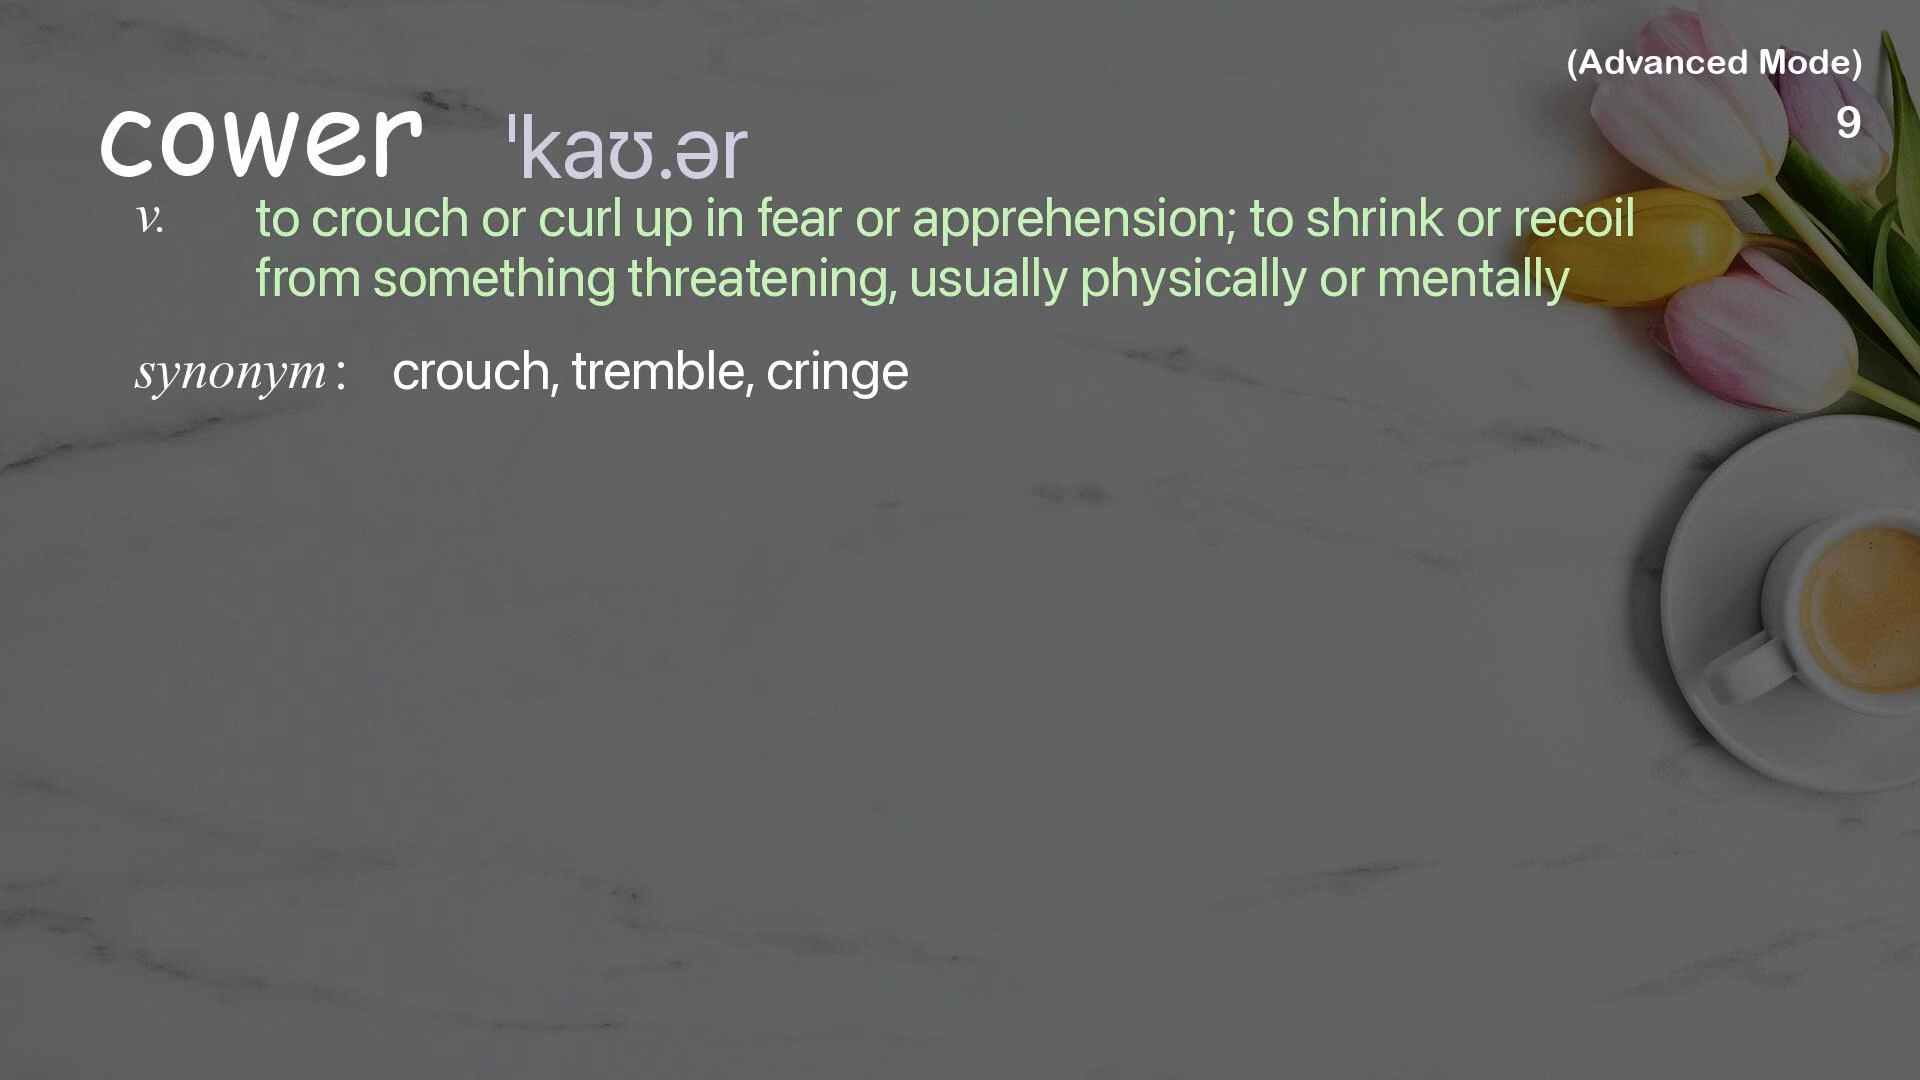 (Advanced Mode)
9
cower ˈkaʊ.ər
v. to crouch or curl up in fear or apprehension; to shrink or recoil
from something threatening, usually physically or mentally
synonym : crouch, tremble, cringe